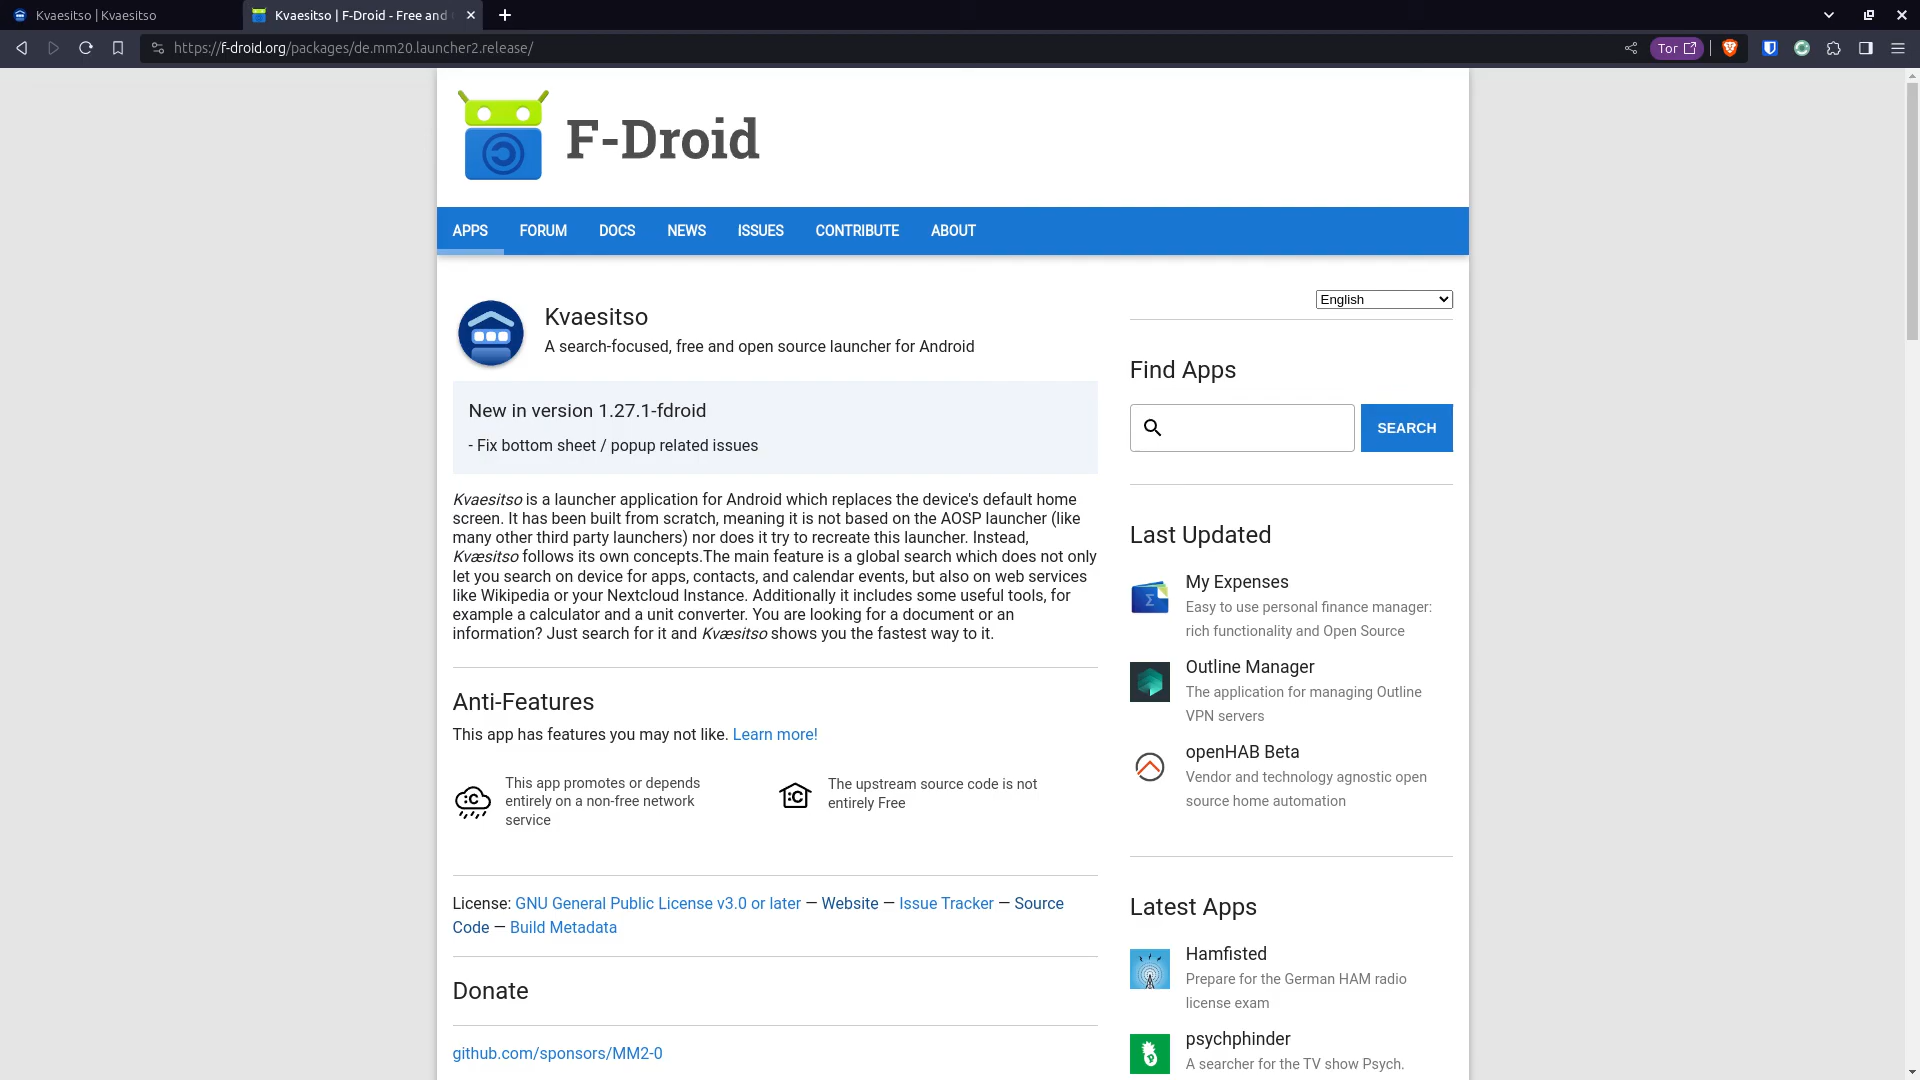 Kvaesitso | Kvaesitso
Kvaesitso | F-Droid - Free and
https://f-droid.org/packages/de.mm20.launcher2.release/
Tor
F-Droid
APPS FORUM DOCS NEWS ISSUES CONTRIBUTE ABOUT
English
Kvaesitso
A search-focused, free and open source launcher for Android
New in version 1.27.1-fdroid
- Fix bottom sheet / popup related issues
Kvaesitso is a launcher application for Android which replaces the device's default home
screen. It has been built from scratch, meaning it is not based on the AOSP launcher (like
many other third party launchers) nor does it try to recreate this launcher. Instead,
Kvæsitso follows its own concepts.The main feature is a global search which does not only
let you search on device for apps, contacts, and calendar events, but also on web services
like Wikipedia or your Nextcloud Instance. Additionally it includes some useful tools, for
example a calculator and a unit converter. You are looking for a document or an
information? Just search for it and Kvæsitso shows you the fastest way to it.
Anti-Features
This app has features you may not like. Learn more!
This app promotes or depends
entirely on a non-free network
service
The upstream source code is not
entirely Free
License: GNU General Public License v3.0 or later — Website — Issue Tracker — Source
Code — Build Metadata
Donate
github.com/sponsors/MM2-0
Find Apps
SEARCH
Last Updated
My Expenses
Easy to use personal finance manager:
rich functionality and Open Source
Outline Manager
The application for managing Outline
VPN servers
openHAB Beta
Vendor and technology agnostic open
source home automation
Latest Apps
Hamfisted
Prepare for the German HAM radio
license exam
psychphinder
A searcher for the TV show Psych.